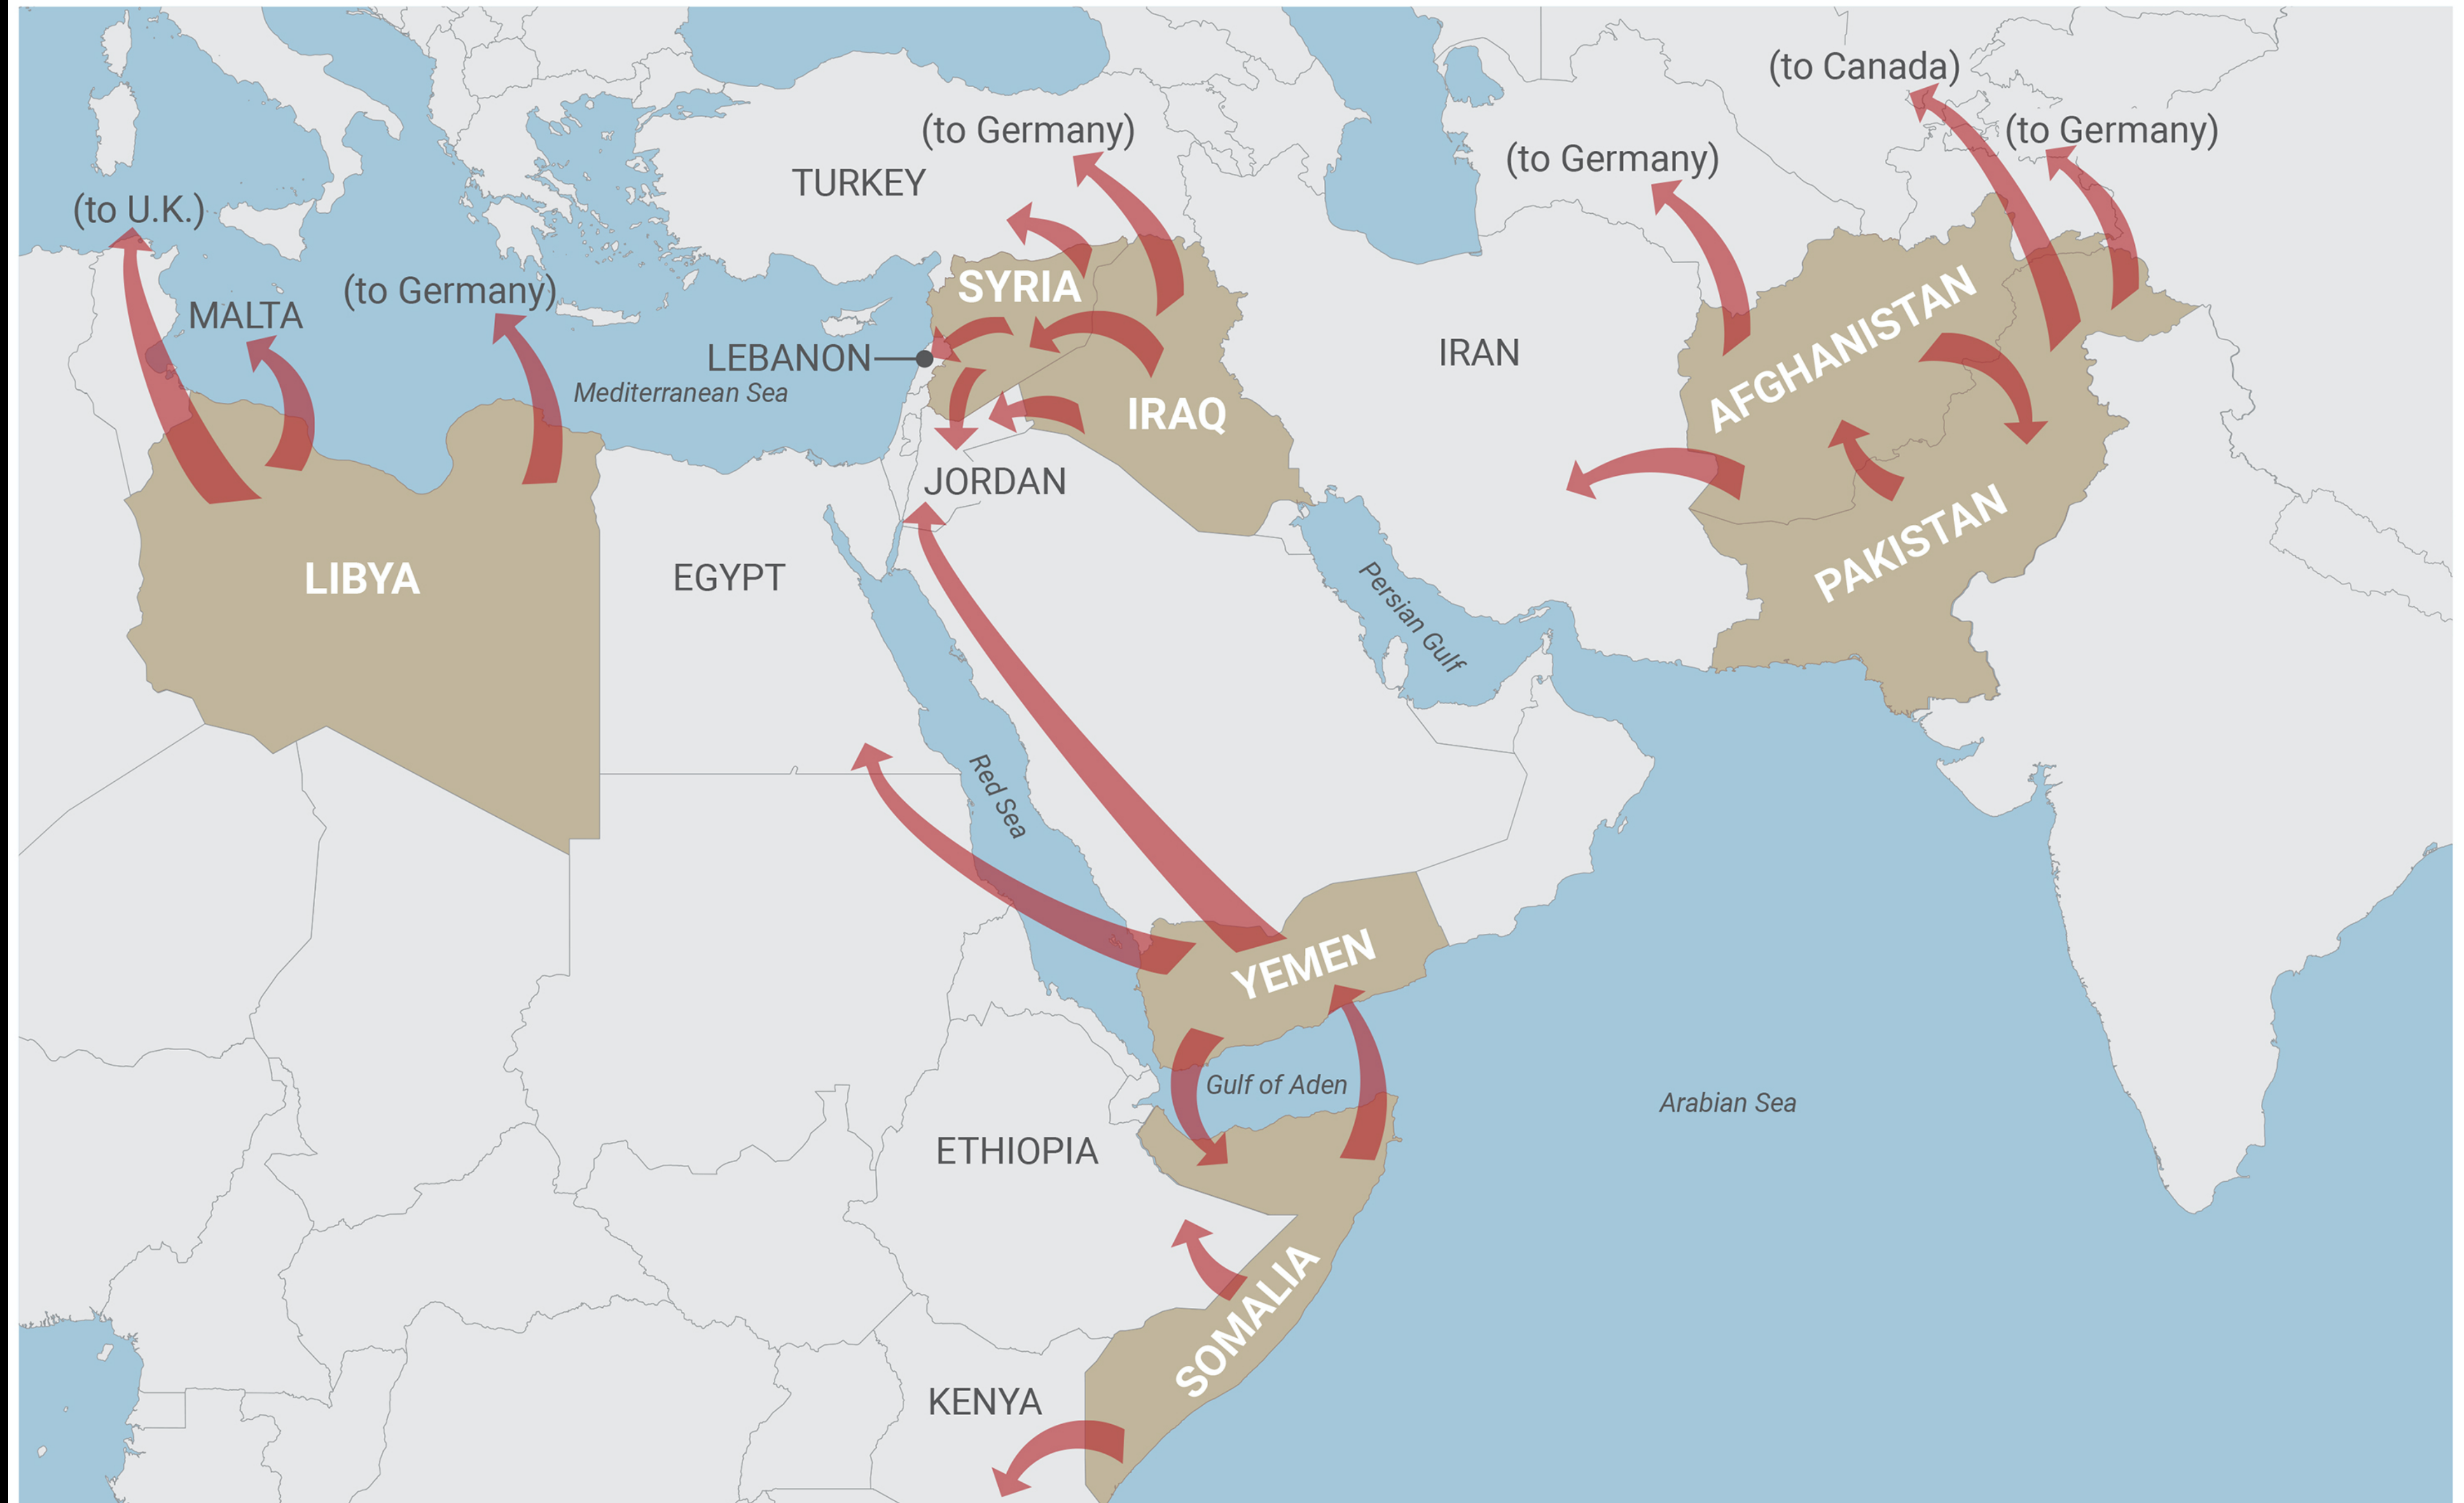 (to Canada)
(to Germany)
(to Germany)
(to Germany)
TURKEY
(to U.K.)
(to Germany)
SYRIA
MALTA
AFGHANISTAN
LEBANON
IRAN
Mediterranean Sea
IRAQ
JORDAN
PAKISTAN
LIBYA
EGYPT
Persian Gulf
Red Sea
YEMEN
Gulf of Aden
Arabian Sea
ETHIOPIA
SOMALIA
KENYA